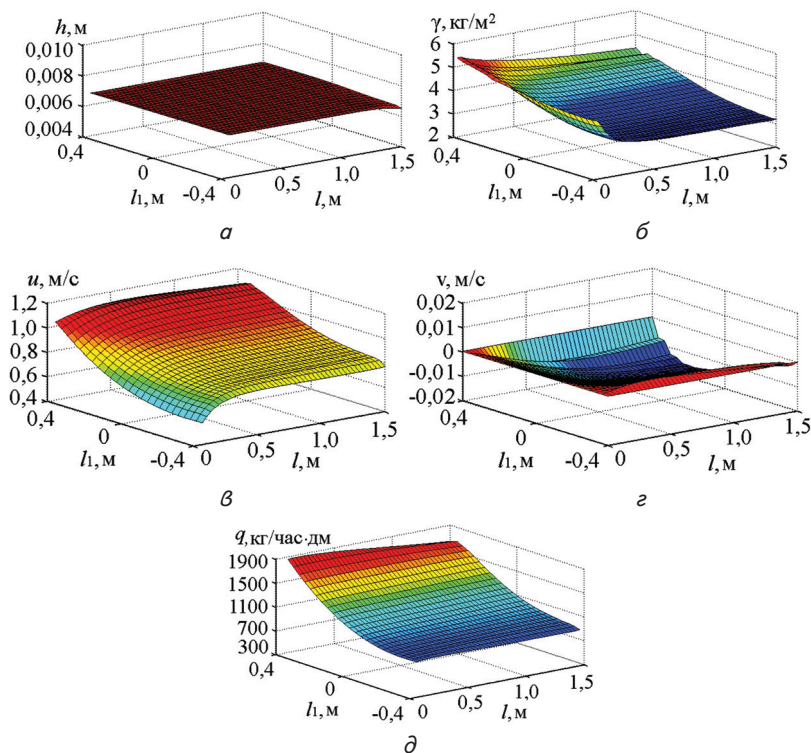 h, м
0,010
0,008
0,006
0,004
0,4
0
-0,4
l1, м
0
0,5
1,0
1,5
l, м
а
γ, кг/м²
6
5
4
3
2
0,4
0
-0,4
l1, м
0
0,5
1,0
1,5
l, м
б
u, м/с
1,2
1,0
0,8
0,6
0,4
0,4
0
-0,4
l1, м
0
0,5
1,0
1,5
l, м
в
v, м/с
0,02
0,01
0
-0,01
-0,02
0,4
0
-0,4
l1, м
0
0,5
1,0
1,5
l, м
г
q, кг/час·дм
1900
1500
1100
700
300
0,4
0
-0,4
l1, м
0
0,5
1,0
1,5
l, м
д